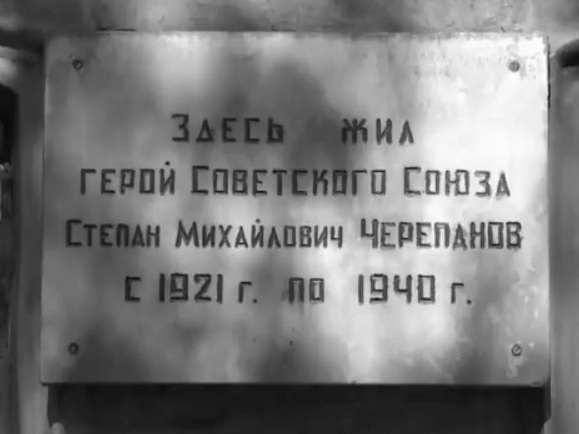 Здесь жил
герой Советского Союза
Степан Михайлович Черепанов
с 1921 г. по 1940 г.